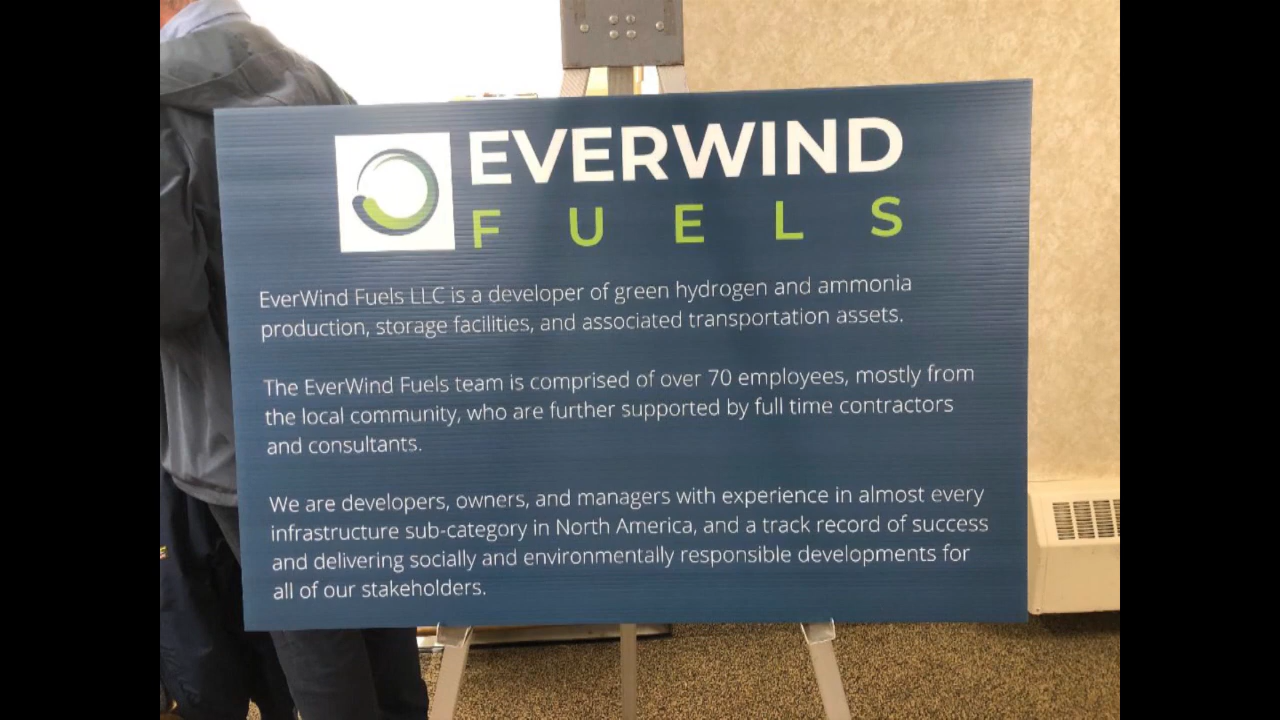 EVERWIND
FUELS
EverWind Fuels LLC is a developer of green hydrogen and ammonia
production, storage facilities, and associated transportation assets.
The EverWind Fuels team is comprised of over 70 employees, mostly from
the local community, who are further supported by full time contractors
and consultants.
We are developers, owners, and managers with experience in almost every
infrastructure sub-category in North America, and a track record of success
and delivering socially and environmentally responsible developments for
all of our stakeholders.